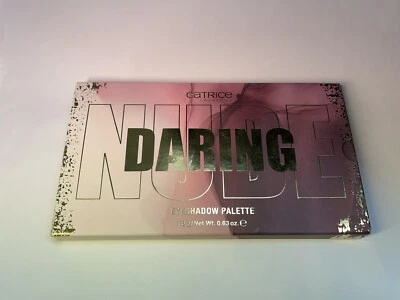 CATRICE
NUDE
DARING
EYESHADOW PALETTE
Net Wt. 0.63 oz. ℮